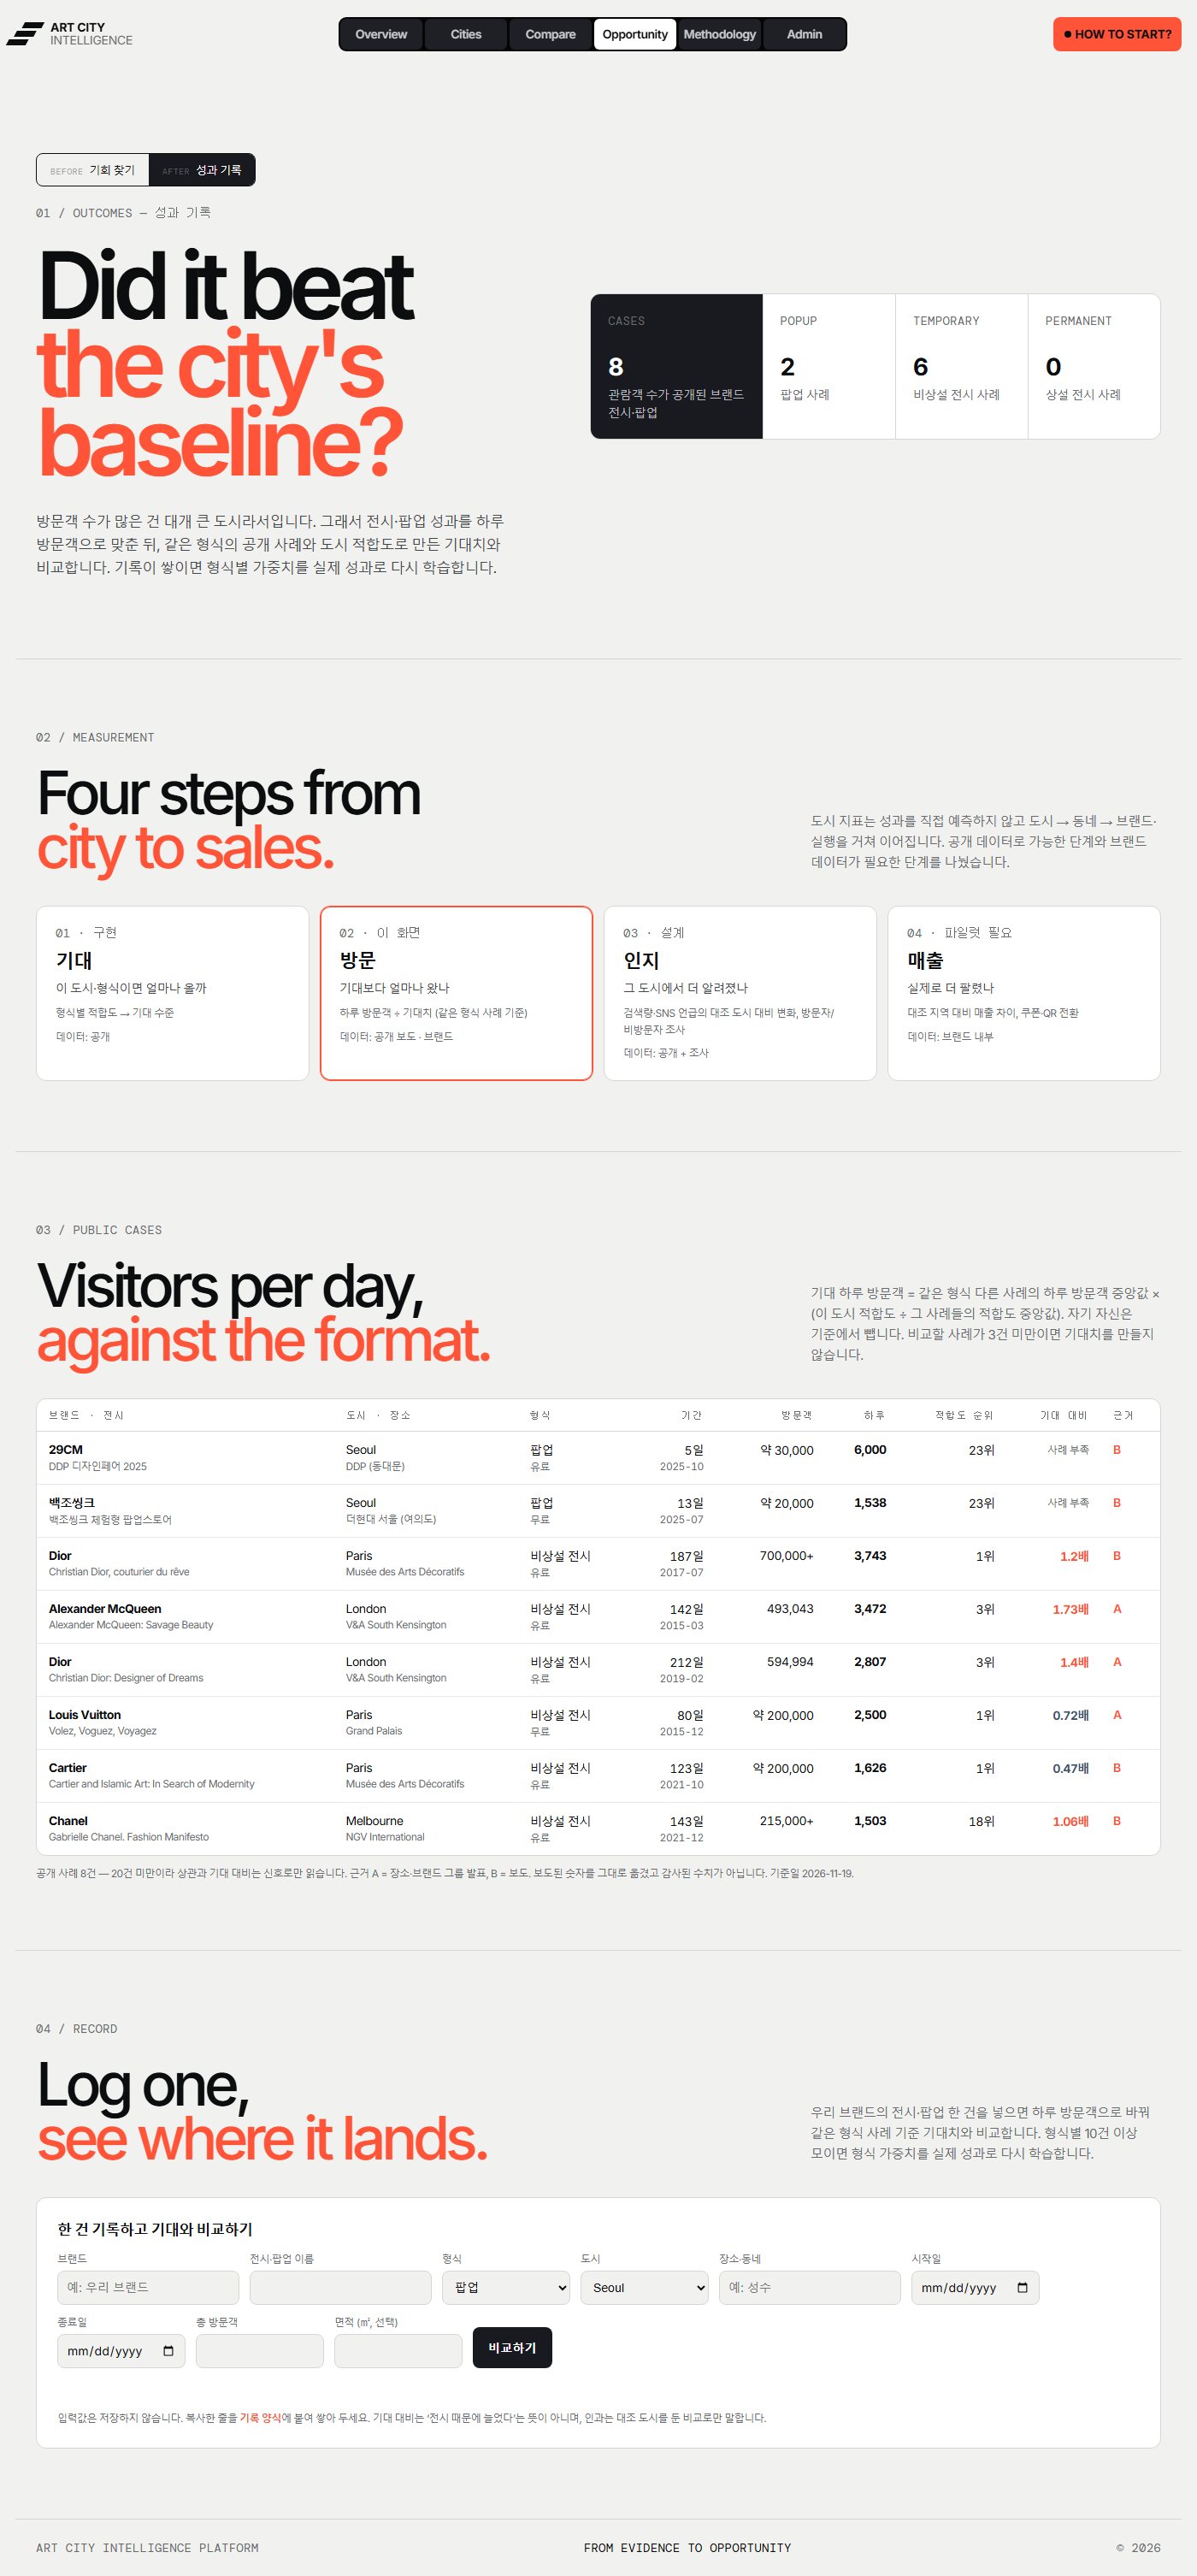 ART CITY
INTELLIGENCE
Overview
Cities
Compare
Opportunity
Methodology
Admin
HOW TO START?
BEFORE 기회 찾기
AFTER 성과 기록
01 / OUTCOMES — 성과 기록
Did it beat
the city's
baseline?
방문객 수가 많은 건 대개 큰 도시라서입니다. 그래서 전시·팝업 성과를 하루
방문객으로 맞춘 뒤, 같은 형식의 공개 사례와 도시 적합도로 만든 기대치와
비교합니다. 기록이 쌓이면 형식별 가중치를 실제 성과로 다시 학습합니다.
CASES
8
관람객 수가 공개된 브랜드
전시·팝업
POPUP
2
팝업 사례
TEMPORARY
6
비상설 전시 사례
PERMANENT
0
상설 전시 사례
02 / MEASUREMENT
Four steps from
city to sales.
도시 지표는 성과를 직접 예측하지 않고 도시 → 동네 → 브랜드·
실행을 거쳐 이어집니다. 공개 데이터로 가능한 단계와 브랜드
데이터가 필요한 단계를 나눴습니다.
01 · 구현
기대
이 도시·형식이면 얼마나 올까
형식별 적합도 → 기대 수준
데이터: 공개
02 · 이 화면
방문
기대보다 얼마나 왔나
하루 방문객 ÷ 기대치 (같은 형식 사례 기준)
데이터: 공개 보도 · 브랜드
03 · 설계
인지
그 도시에서 더 알려졌나
검색량·SNS 언급의 대조 도시 대비 변화, 방문자/
비방문자 조사
데이터: 공개 + 조사
04 · 파일럿 필요
매출
실제로 더 팔렸나
대조 지역 대비 매출 차이, 쿠폰·QR 전환
데이터: 브랜드 내부
03 / PUBLIC CASES
Visitors per day,
against the format.
기대 하루 방문객 = 같은 형식 다른 사례의 하루 방문객 중앙값 ×
(이 도시 적합도 ÷ 그 사례들의 적합도 중앙값). 자기 자신은
기준에서 뺍니다. 비교할 사례가 3건 미만이면 기대치를 만들지
않습니다.
브랜드 · 전시 도시 · 장소 형식 기간 방문객 하루 적합도 순위 기대 대비 근거
29CM Seoul 팝업 5일 약 30,000 6,000 23위 사례 부족 B
DDP 디자인페어 2025 DDP (동대문) 유료 2025-10
백조씽크 Seoul 팝업 13일 약 20,000 1,538 23위 사례 부족 B
백조씽크 체험형 팝업스토어 더현대 서울 (여의도) 무료 2025-07
Dior Paris 비상설 전시 187일 700,000+ 3,743 1위 1.2배 B
Christian Dior, couturier du rêve Musée des Arts Décoratifs 유료 2017-07
Alexander McQueen London 비상설 전시 142일 493,043 3,472 3위 1.73배 A
Alexander McQueen: Savage Beauty V&A South Kensington 유료 2015-03
Dior London 비상설 전시 212일 594,994 2,807 3위 1.4배 A
Christian Dior: Designer of Dreams V&A South Kensington 유료 2019-02
Louis Vuitton Paris 비상설 전시 80일 약 200,000 2,500 1위 0.72배 A
Volez, Voguez, Voyagez Grand Palais 무료 2015-12
Cartier Paris 비상설 전시 123일 약 200,000 1,626 1위 0.47배 B
Cartier and Islamic Art: In Search of Modernity Musée des Arts Décoratifs 유료 2021-10
Chanel Melbourne 비상설 전시 143일 215,000+ 1,503 18위 1.06배 B
Gabrielle Chanel. Fashion Manifesto NGV International 유료 2021-12
공개 사례 8건 — 20건 미만이라 상관과 기대 대비는 신호로만 읽습니다. 근거 A = 장소·브랜드 그룹 발표, B = 보도. 보도된 숫자를 그대로 옮겼고 감사된 수치가 아닙니다. 기준일 2026-11-19.
04 / RECORD
Log one,
see where it lands.
우리 브랜드의 전시·팝업 한 건을 넣으면 하루 방문객으로 바꿔
같은 형식 사례 기준 기대치와 비교합니다. 형식별 10건 이상
모이면 형식 가중치를 실제 성과로 다시 학습합니다.
한 건 기록하고 기대와 비교하기
브랜드 전시·팝업 이름 형식 도시 장소·동네 시작일
예: 우리 브랜드 팝업 Seoul 예: 성수 mm/dd/yyyy
종료일 총 방문객 면적 (㎡, 선택)
mm/dd/yyyy 비교하기
입력값은 저장하지 않습니다. 복사한 줄을 기록 양식에 붙여 쌓아 두세요. 기대 대비는 '전시 때문에 늘었다'는 뜻이 아니며, 인과는 대조 도시를 둔 비교로만 말합니다.
ART CITY INTELLIGENCE PLATFORM
FROM EVIDENCE TO OPPORTUNITY
© 2026